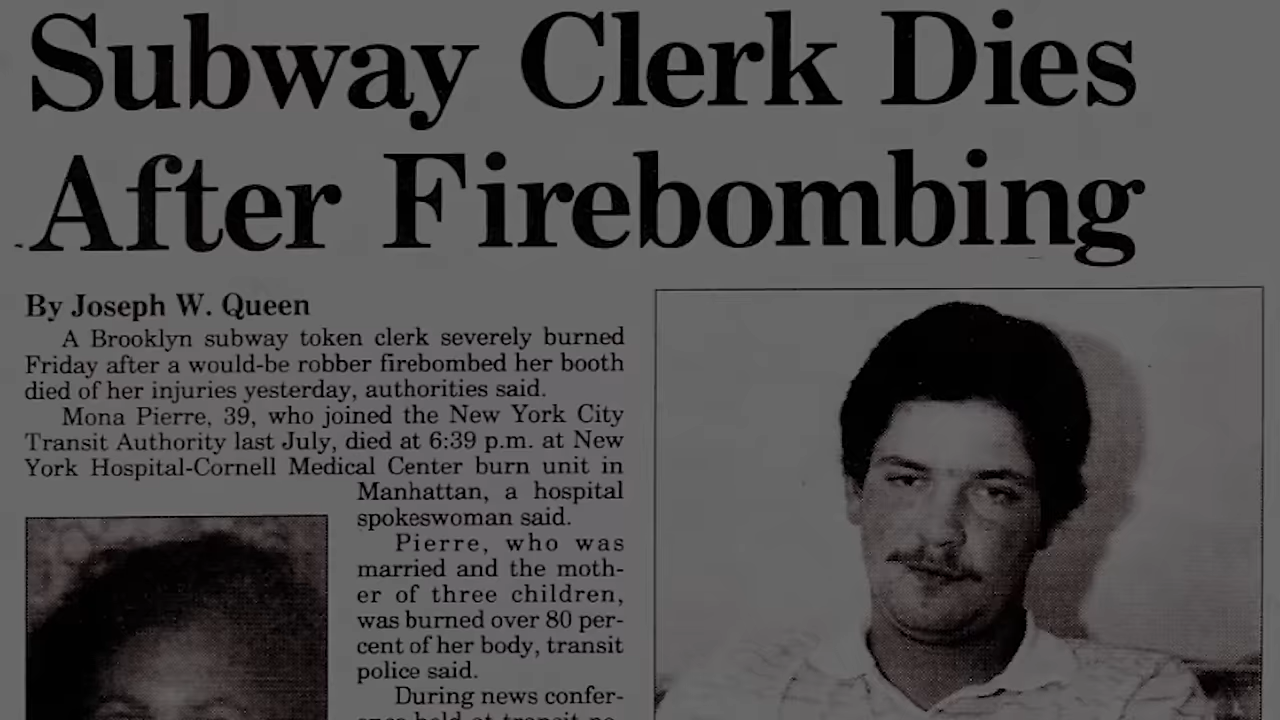 Subway Clerk Dies
After Firebombing
By Joseph W. Queen
A Brooklyn subway token clerk severely burned
Friday after a would-be robber firebombed her booth
died of her injuries yesterday, authorities said.
Mona Pierre, 39, who joined the New York City
Transit Authority last July, died at 6:39 p.m. at New
York Hospital-Cornell Medical Center burn unit in
Manhattan, a hospital
spokeswoman said.
Pierre, who was
married and the moth-
er of three children,
was burned over 80 per-
cent of her body, transit
police said.
During news confer-